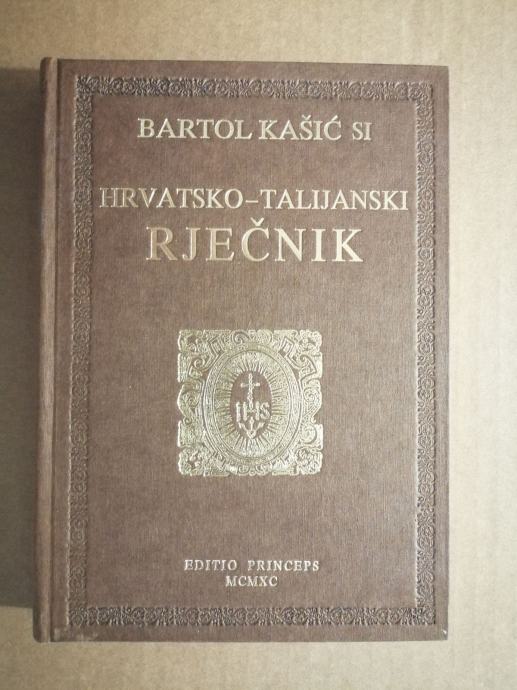 BARTOL KAŠIĆ SI
HRVATSKO–TALIJANSKI
RJEČNIK
IHS
EDITIO PRINCEPS
MCMXC